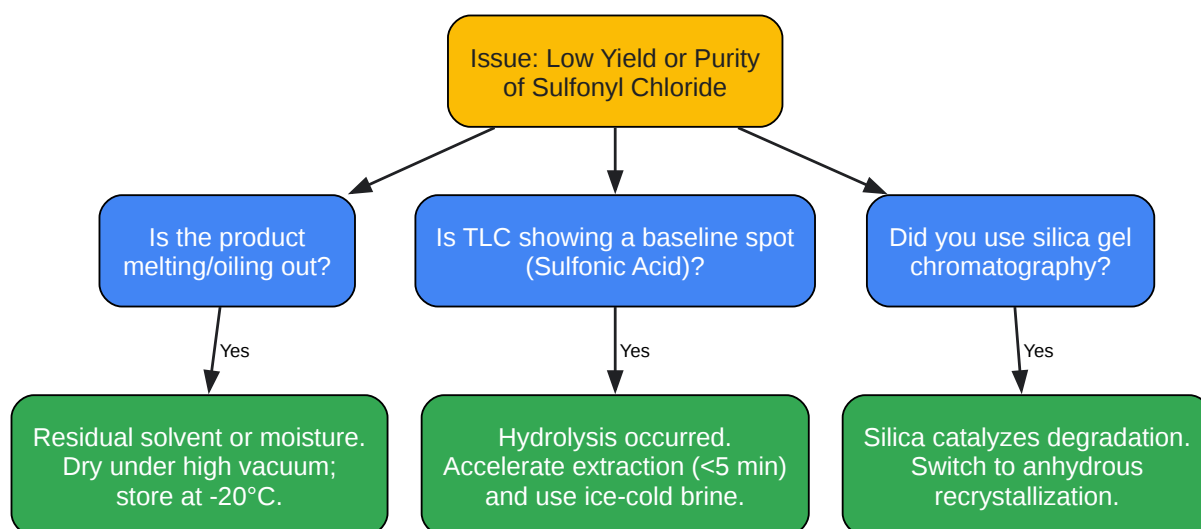 Issue: Low Yield or Purity
of Sulfonyl Chloride
Is the product
melting/oiling out?
Is TLC showing a baseline spot
(Sulfonic Acid)?
Did you use silica gel
chromatography?
Yes
Yes
Yes
Residual solvent or moisture.
Dry under high vacuum;
store at -20°C.
Hydrolysis occurred.
Accelerate extraction (<5 min)
and use ice-cold brine.
Silica catalyzes degradation.
Switch to anhydrous
recrystallization.